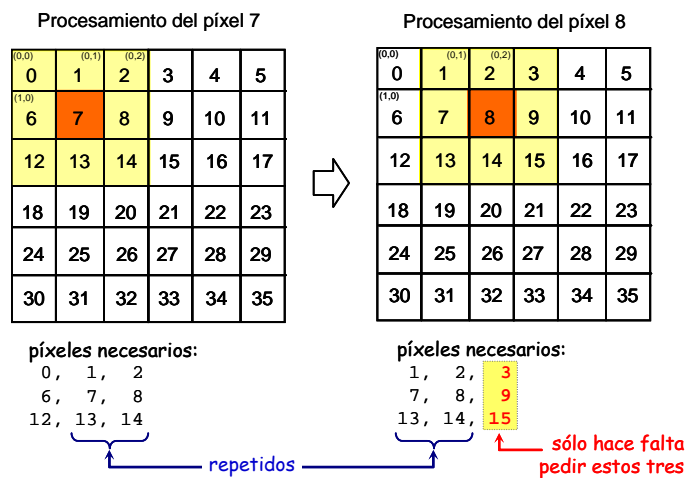 Procesamiento del píxel 7
(0,0) (0,1) (0,2)
0 1 2 3 4 5
(1,0)
6 7 8 9 10 11
12 13 14 15 16 17
18 19 20 21 22 23
24 25 26 27 28 29
30 31 32 33 34 35
píxeles necesarios:
0, 1, 2
6, 7, 8
12, 13, 14
Procesamiento del píxel 8
(0,0) (0,1) (0,2)
0 1 2 3 4 5
(1,0)
6 7 8 9 10 11
12 13 14 15 16 17
18 19 20 21 22 23
24 25 26 27 28 29
30 31 32 33 34 35
píxeles necesarios:
1, 2, 3
7, 8, 9
13, 14, 15
repetidos
sólo hace falta
pedir estos tres